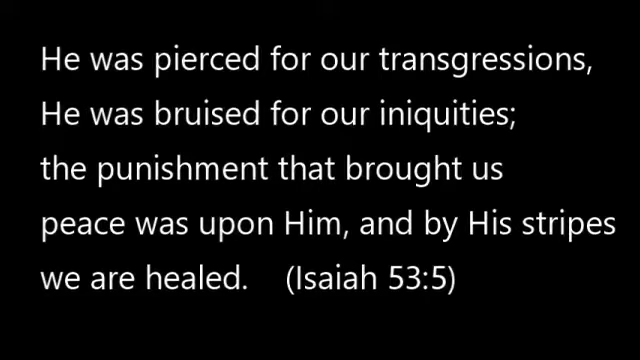 He was pierced for our transgressions,
He was bruised for our iniquities;
the punishment that brought us
peace was upon Him, and by His stripes
we are healed. (Isaiah 53:5)